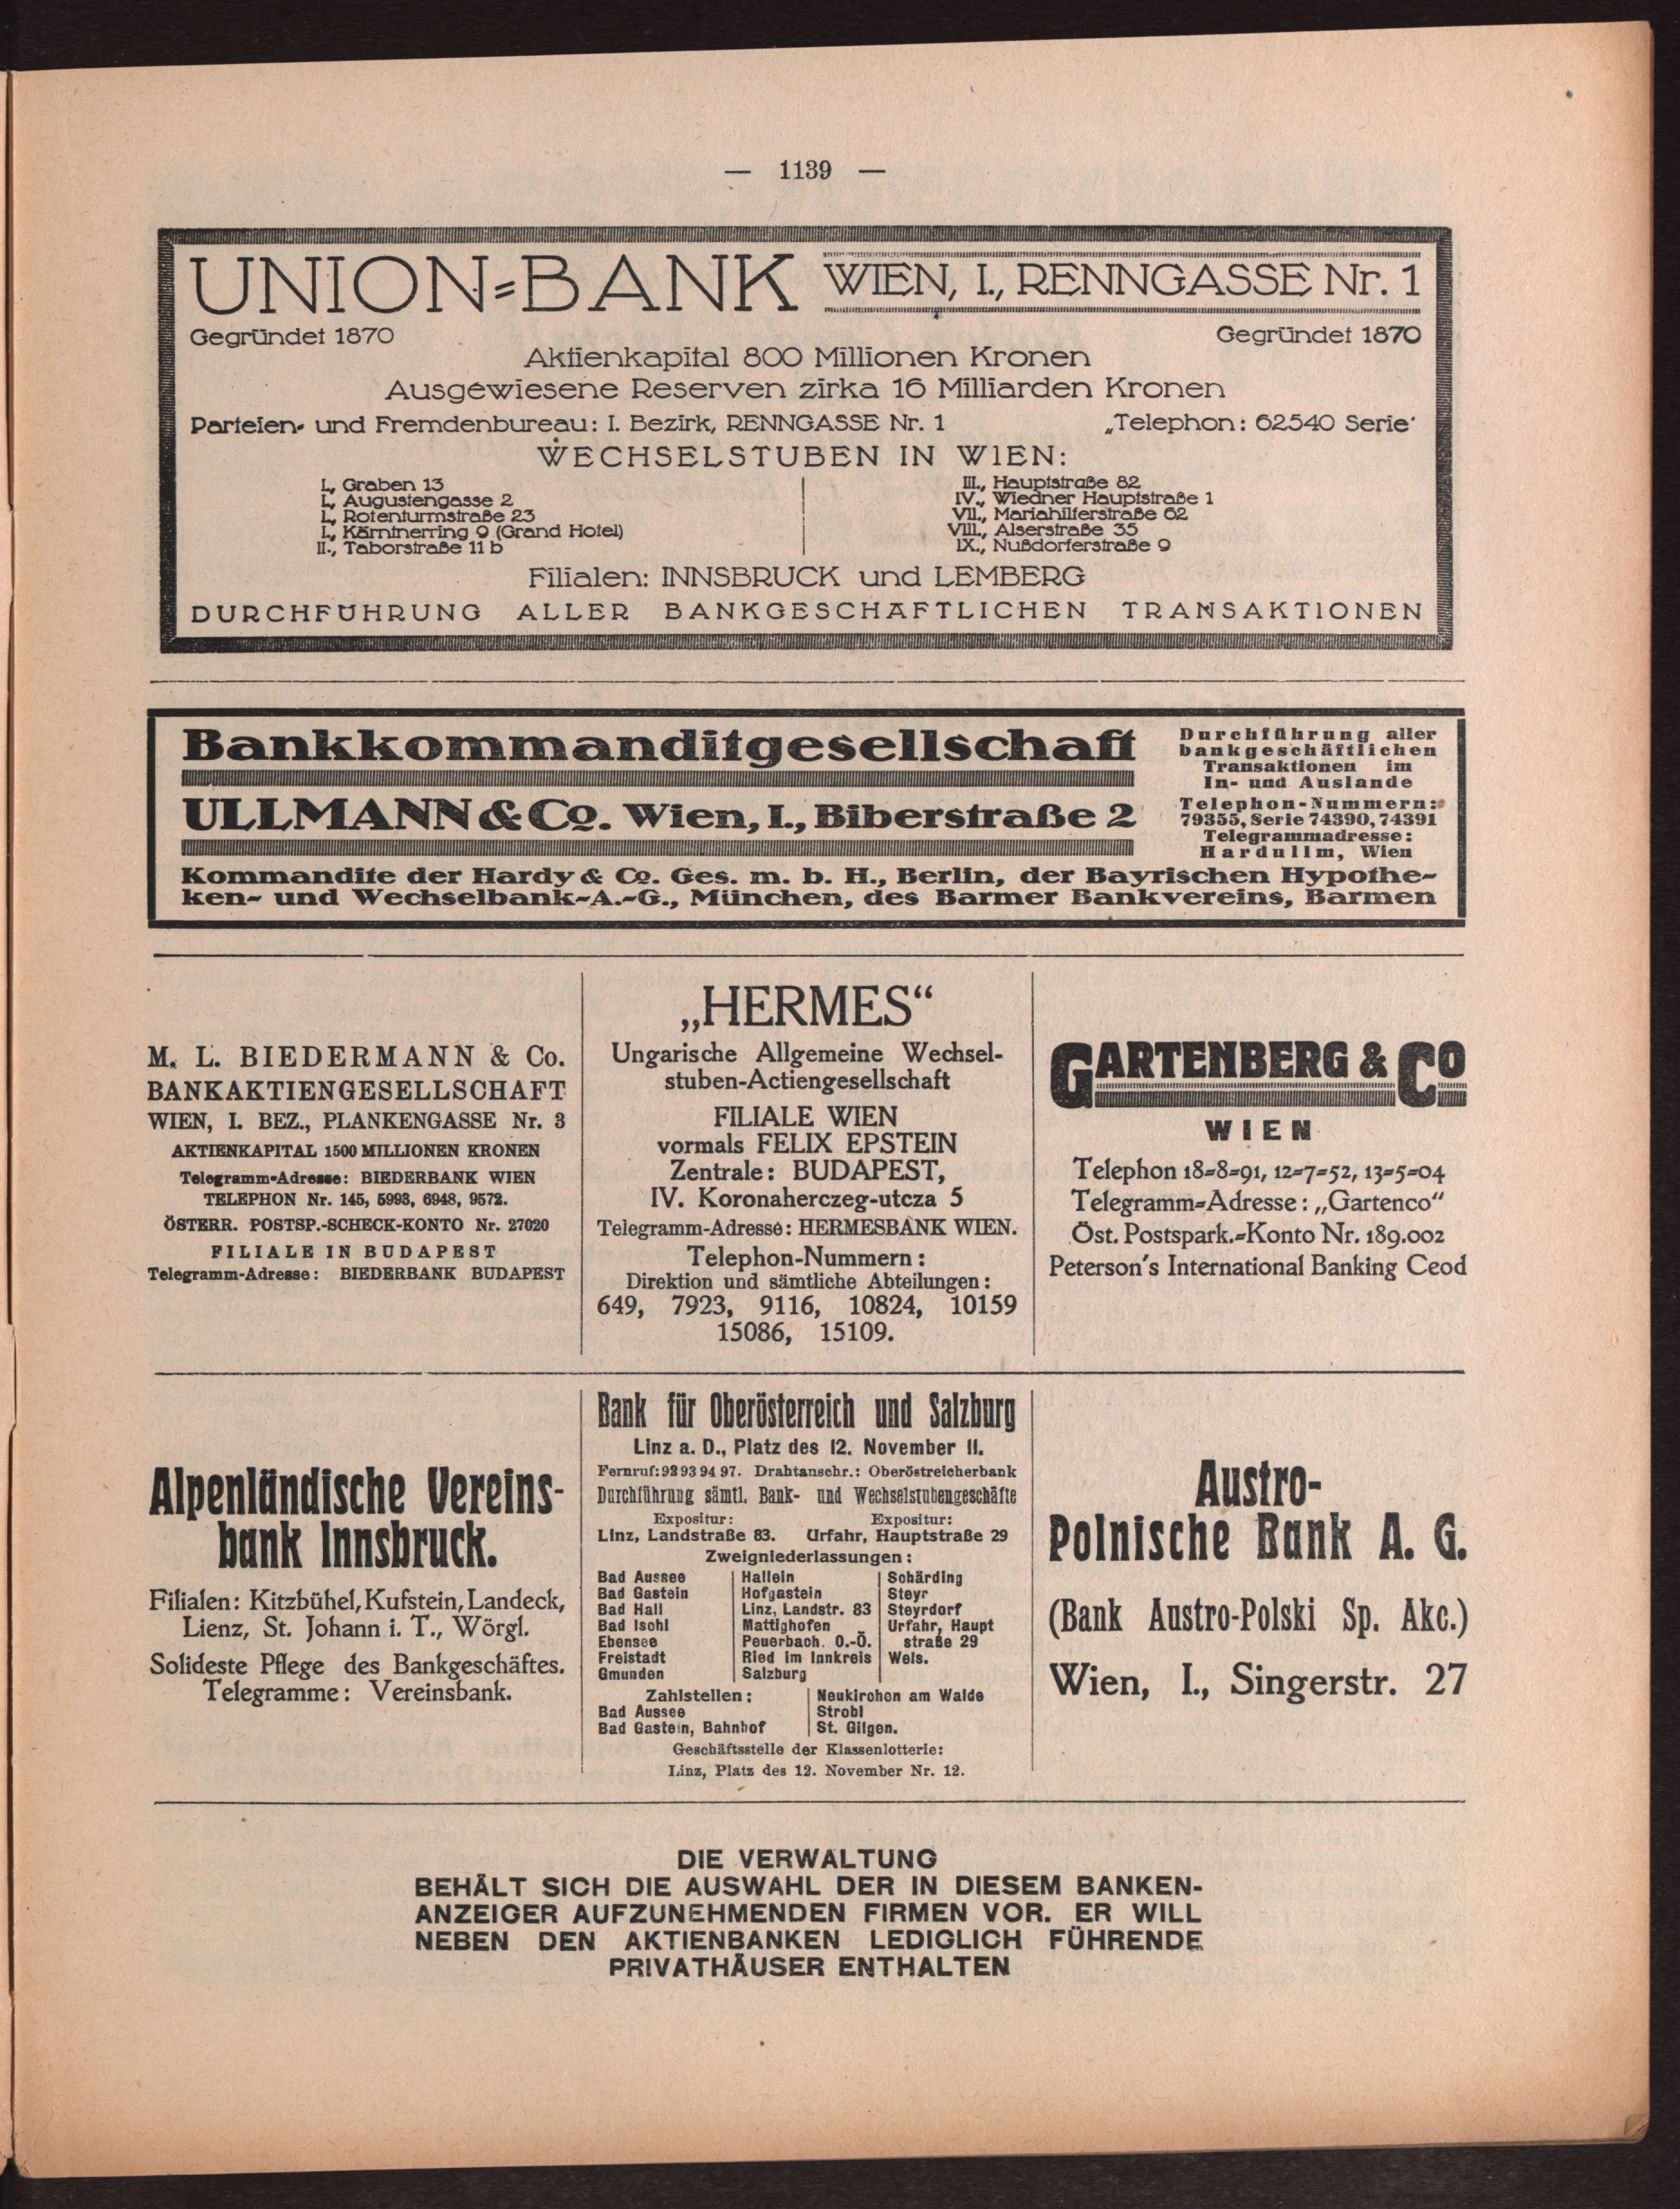 — 1139 —
UNION=BANK WIEN, I., RENNGASSE Nr. 1
Gegründet 1870 Gegründet 1870
Aktienkapital 800 Millionen Kronen
Ausgewiesene Reserven zirka 16 Milliarden Kronen
Parteien- und Fremdenbureau: I. Bezirk, RENNGASSE Nr. 1 „Telephon: 62540 Serie‘
WECHSELSTUBEN IN WIEN:
I., Graben 13
I., Augustengasse 2
I., Rotenturmstraße 23
I., Kärntnerring 9 (Grand Hotel)
II., Taborstraße 11 b
III., Hauptstraße 82
IV., Wiedner Hauptstraße 1
VII., Mariahilferstraße 62
VIII., Alserstraße 35
IX., Nußdorferstraße 9
Filialen: INNSBRUCK und LEMBERG
DURCHFÜHRUNG ALLER BANKGESCHÄFTLICHEN TRANSAKTIONEN
Bankkommanditgesellschaft
ULLMANN & Co. Wien, I., Biberstraße 2
Durchführung aller
bankgeschäftlichen
Transaktionen im
In- und Auslande
Telephon-Nummern:
79355, Serie 74390, 74391
Telegrammadresse:
Hardullm, Wien
Kommandite der Hardy & Co. Ges. m. b. H., Berlin, der Bayrischen Hypothe-
ken- und Wechselbank-A.-G., München, des Barmer Bankvereins, Barmen
M. L. BIEDERMANN & Co.
BANKAKTIENGESELLSCHAFT
WIEN, I. BEZ., PLANKENGASSE Nr. 3
AKTIENKAPITAL 1500 MILLIONEN KRONEN
Telegramm-Adresse: BIEDERBANK WIEN
TELEPHON Nr. 145, 5993, 6948, 9572.
ÖSTERR. POSTSP.-SCHECK-KONTO Nr. 27020
FILIALE IN BUDAPEST
Telegramm-Adresse: BIEDERBANK BUDAPEST
„HERMES“
Ungarische Allgemeine Wechsel-
stuben-Actiengesellschaft
FILIALE WIEN
vormals FELIX EPSTEIN
Zentrale: BUDAPEST,
IV. Koronaherczeg-utcza 5
Telegramm-Adresse: HERMESBANK WIEN.
Telephon-Nummern:
Direktion und sämtliche Abteilungen:
649, 7923, 9116, 10824, 10159
15086, 15109.
GARTENBERG & CO
WIEN
Telephon 18=8=91, 12=7=52, 13=5=04
Telegramm=Adresse: „Gartenco“
Öst. Postspark.=Konto Nr. 189.002
Peterson's International Banking Ceod
Alpenländische Vereins-
bank Innsbruck.
Filialen: Kitzbühel, Kufstein, Landeck,
Lienz, St. Johann i. T., Wörgl.
Solideste Pflege des Bankgeschäftes.
Telegramme: Vereinsbank.
Bank für Oberösterreich und Salzburg
Linz a. D., Platz des 12. November 11.
Fernruf: 92 93 94 97. Drahtanschr.: Oberöstreicherbank
Durchführung sämtl. Bank- und Wechselstubengeschäfte
Expositur: Expositur:
Linz, Landstraße 83. Urfahr, Hauptstraße 29
Zweigniederlassungen:
Bad Aussee
Bad Gastein
Bad Hall
Bad Ischl
Ebensee
Freistadt
Gmunden
Hallein
Hofgastein
Linz, Landstr. 83
Mattighofen
Peuerbach. O.-Ö.
Ried im Innkreis
Salzburg
Schärding
Steyr
Steyrdorf
Urfahr, Haupt
straße 29
Wels.
Zahlstellen:
Bad Aussee
Bad Gastein, Bahnhof
Neukirchen am Walde
Strobl
St. Gilgen.
Geschäftsstelle der Klassenlotterie:
Linz, Platz des 12. November Nr. 12.
Austro-
Polnische Bank A. G.
(Bank Austro-Polski Sp. Akc.)
Wien, I., Singerstr. 27
DIE VERWALTUNG
BEHÄLT SICH DIE AUSWAHL DER IN DIESEM BANKEN-
ANZEIGER AUFZUNEHMENDEN FIRMEN VOR. ER WILL
NEBEN DEN AKTIENBANKEN LEDIGLICH FÜHRENDE
PRIVATHÄUSER ENTHALTEN